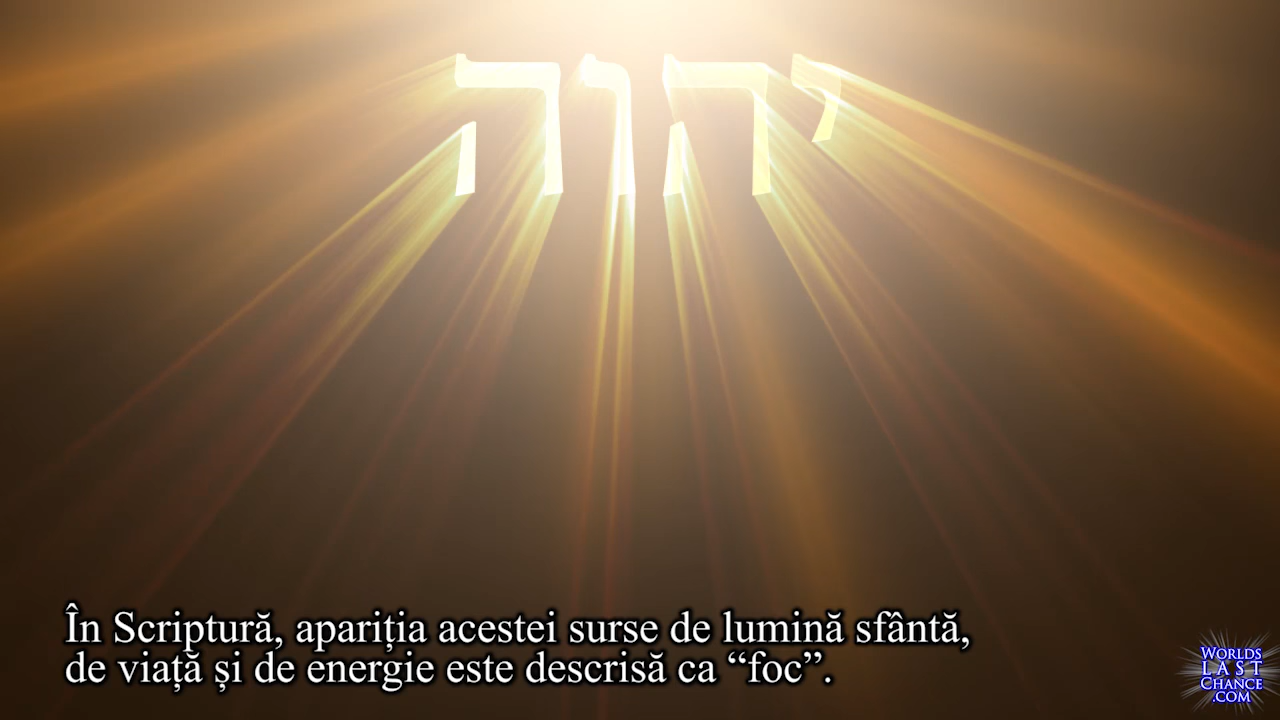 יהוה
În Scriptură, apariția acestei surse de lumină sfântă,
de viață și de energie este descrisă ca “foc”.
WORLDS
LAST
CHANCE
.COM